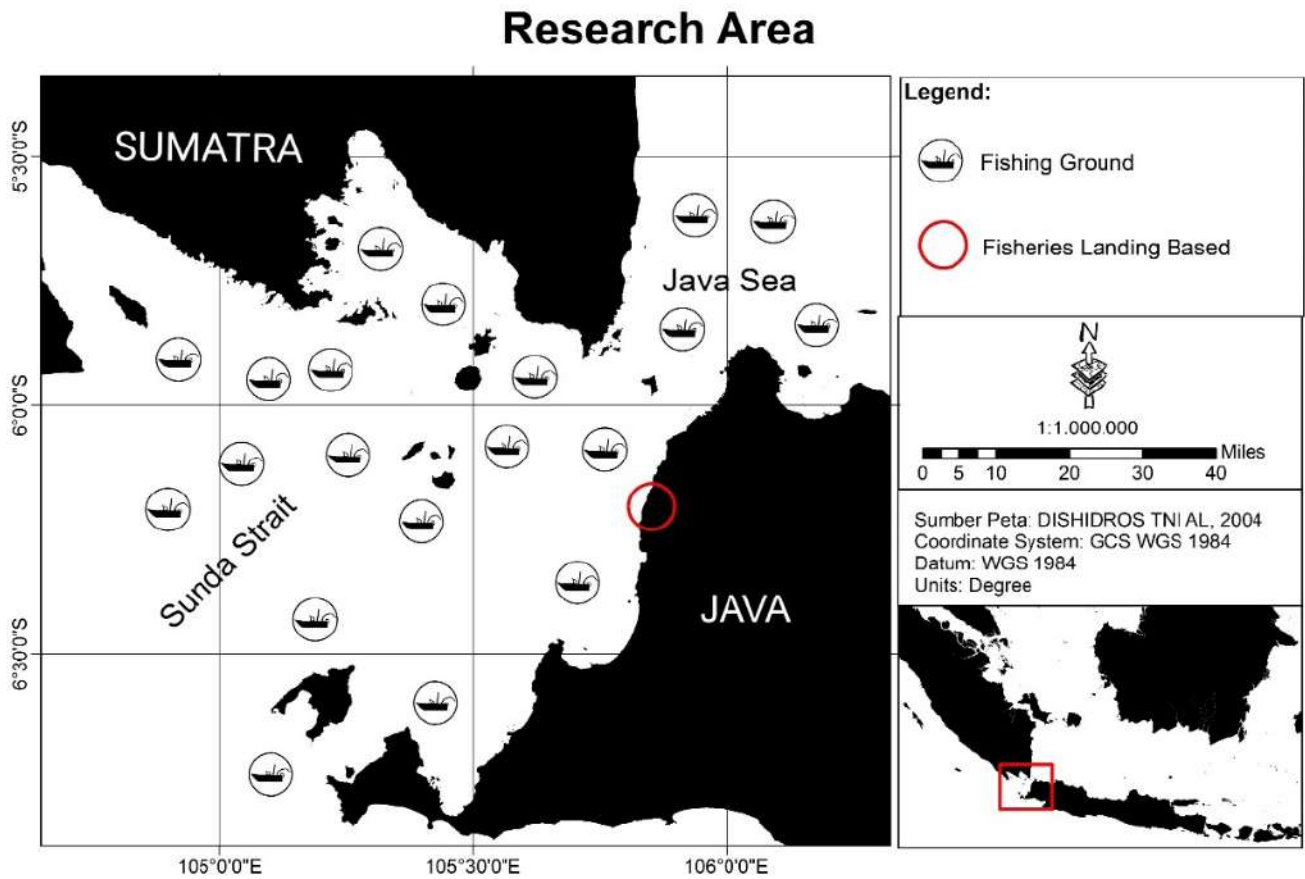 Research Area
SUMATRA
Java Sea
Sunda Strait
JAVA
5°30'0"S
6°0'0"S
6°30'0"S
105°0'0"E
105°30'0"E
106°0'0"E
Legend:
Fishing Ground
Fisheries Landing Based
N
1:1.000.000
0 5 10 20 30 40 Miles
Sumber Peta: DISHIDROS TNI AL, 2004
Coordinate System: GCS WGS 1984
Datum: WGS 1984
Units: Degree